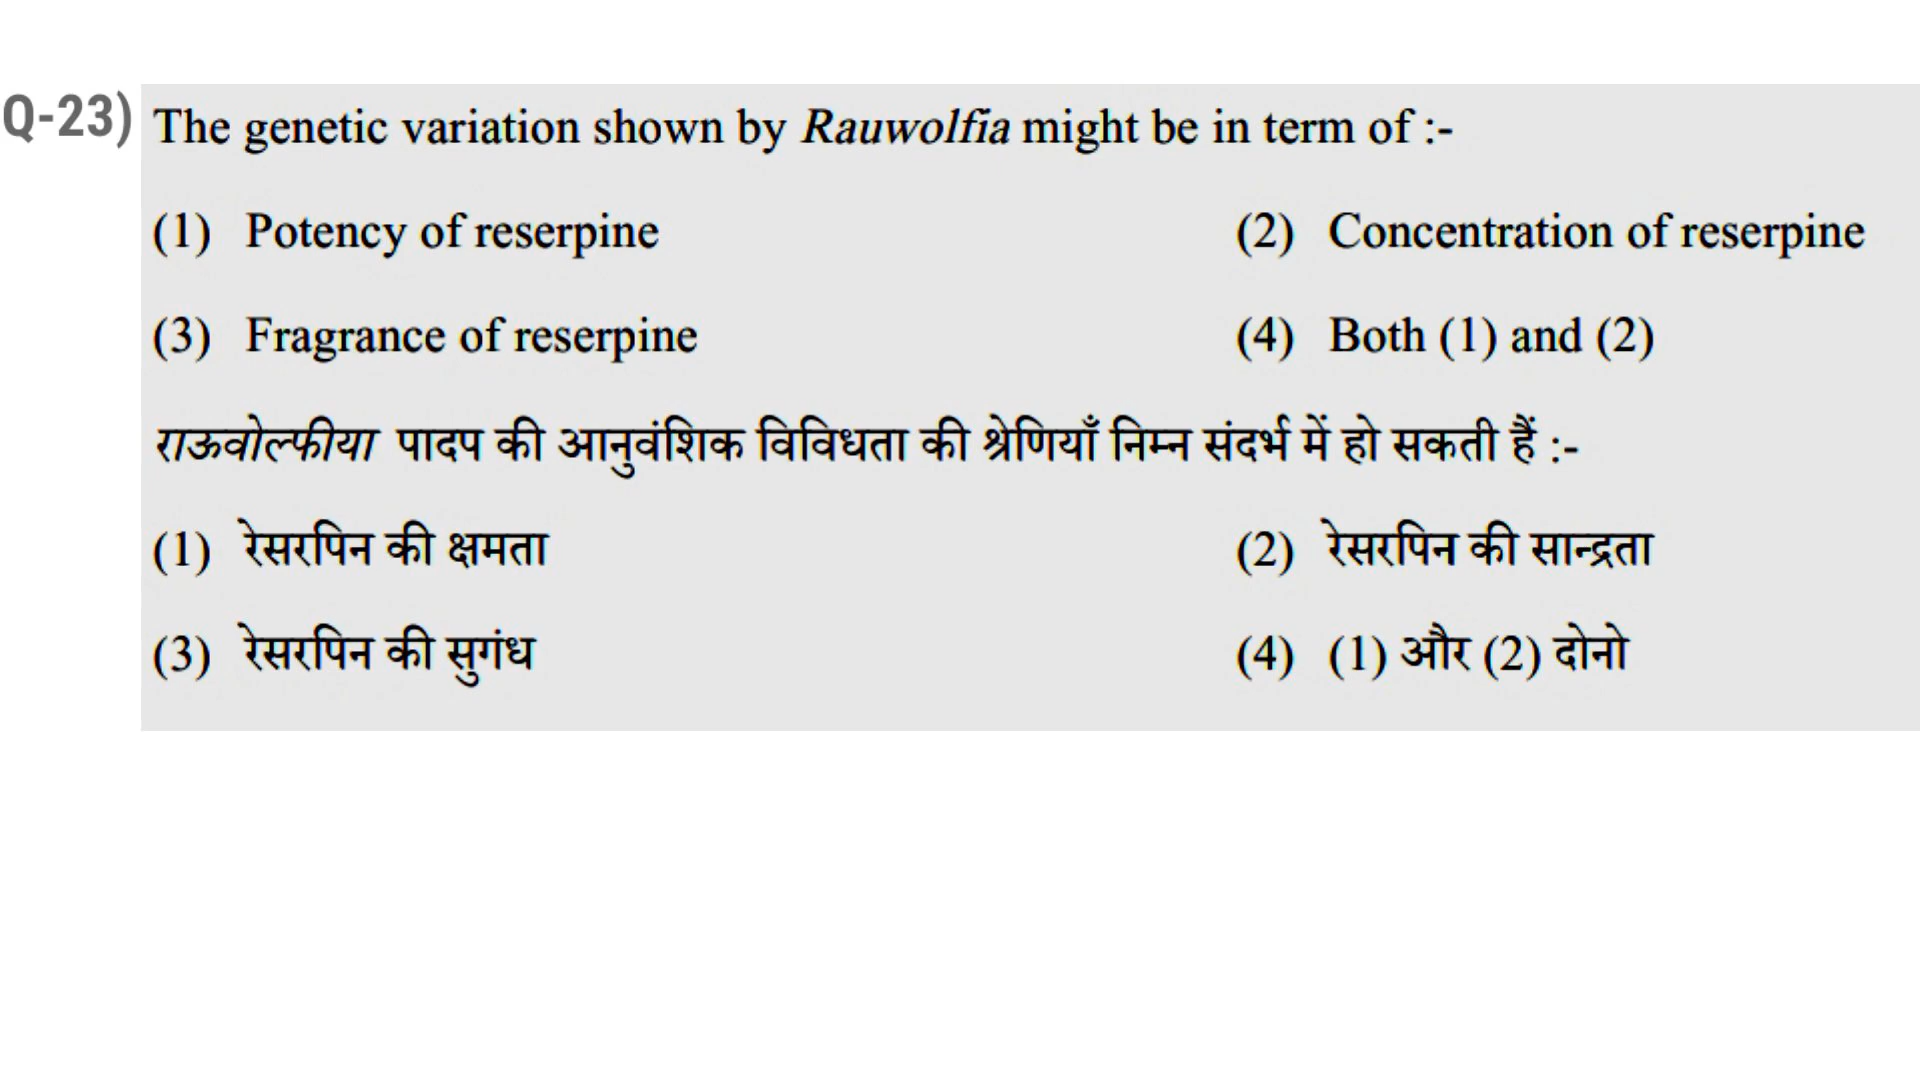 Q-23) The genetic variation shown by Rauwolfia might be in term of :-
(1) Potency of reserpine (2) Concentration of reserpine
(3) Fragrance of reserpine (4) Both (1) and (2)
राऊवोल्फीया पादप की आनुवंशिक विविधता की श्रेणियाँ निम्न संदर्भ में हो सकती हैं :-
(1) रेसरपिन की क्षमता (2) रेसरपिन की सान्द्रता
(3) रेसरपिन की सुगंध (4) (1) और (2) दोनो